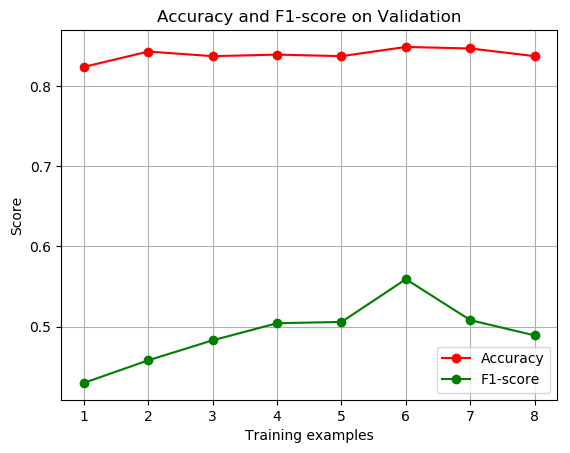 Accuracy and F1-score on Validation
0.8
0.7
0.6
0.5
Score
Accuracy
F1-score
1 2 3 4 5 6 7 8
Training examples